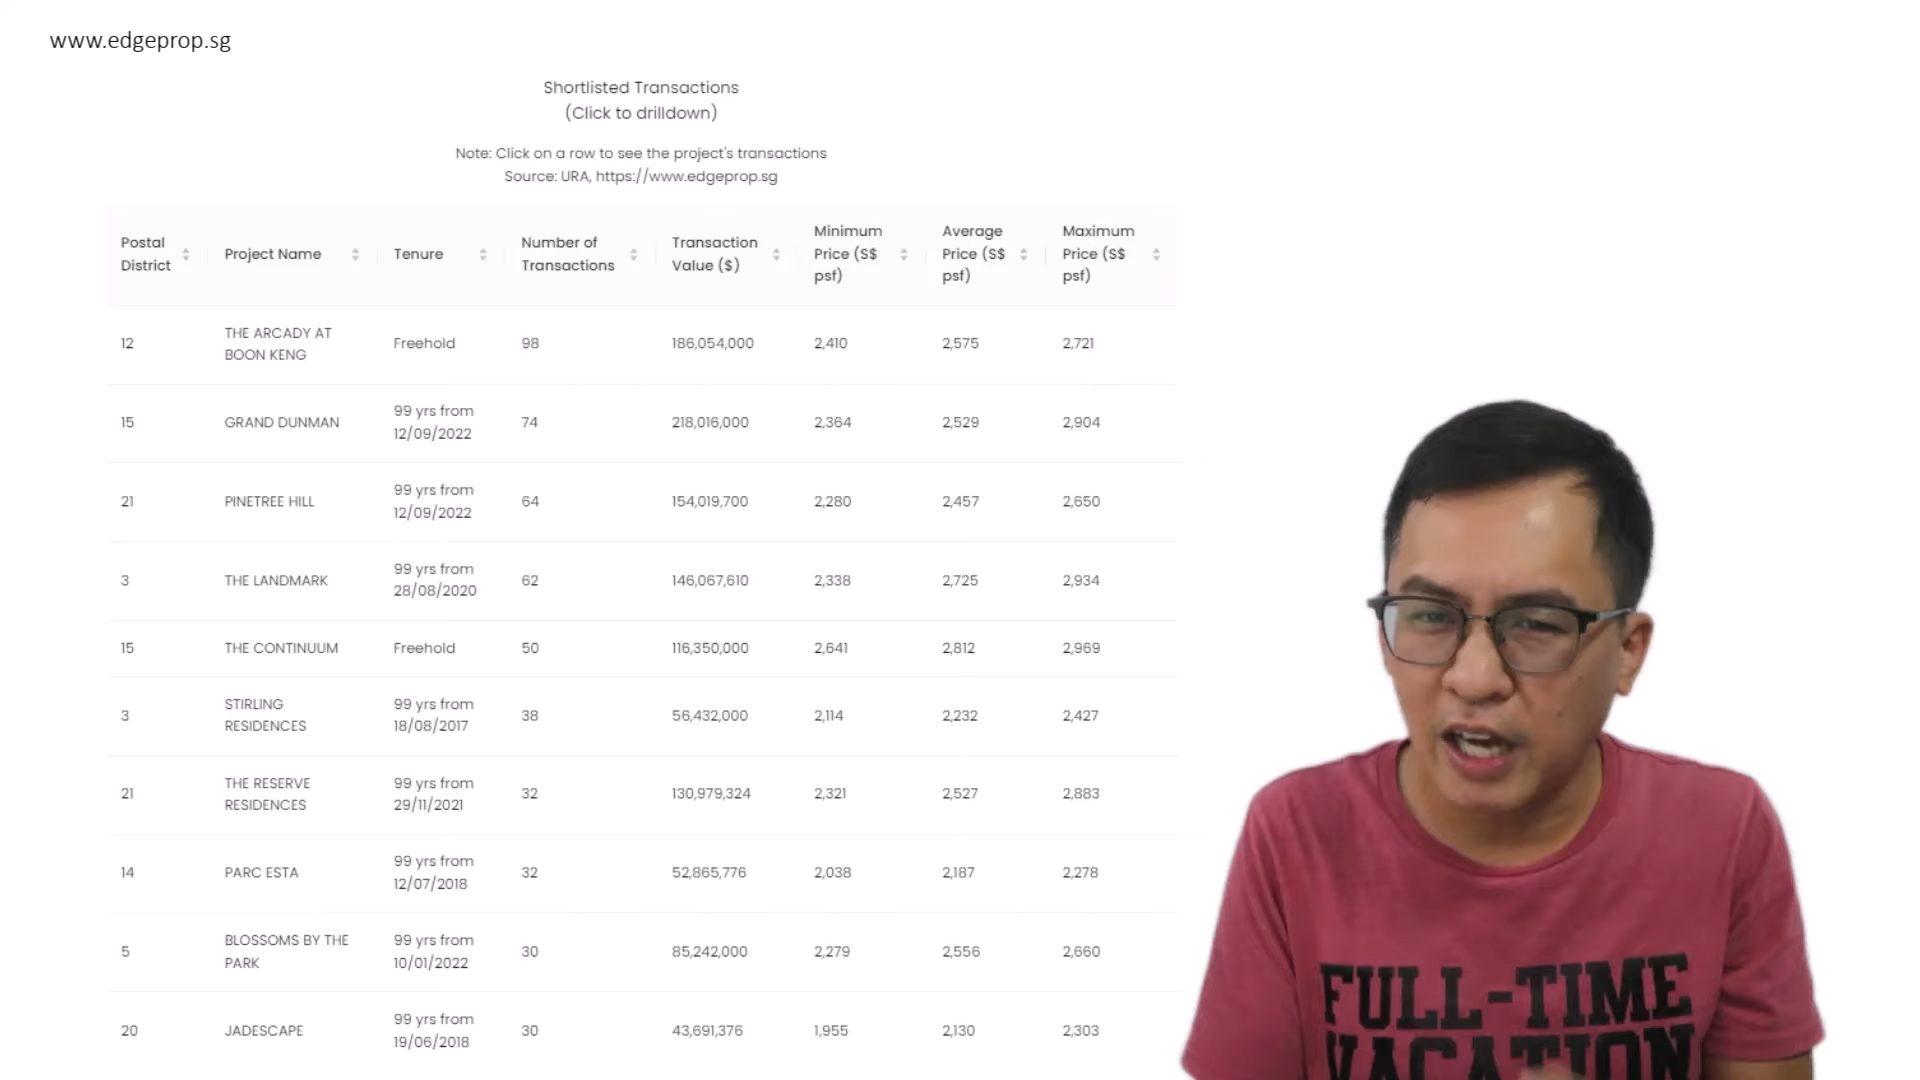 www.edgeprop.sg
Shortlisted Transactions
(Click to drilldown)
Note: Click on a row to see the project's transactions
Source: URA, https://www.edgeprop.sg
Postal District Project Name Tenure Number of Transactions Transaction Value ($) Minimum Price (S$ psf) Average Price (S$ psf) Maximum Price (S$ psf)
12 THE ARCADY AT BOON KENG Freehold 98 186,054,000 2,410 2,575 2,721
15 GRAND DUNMAN 99 yrs from 12/09/2022 74 218,016,000 2,364 2,529 2,904
21 PINETREE HILL 99 yrs from 12/09/2022 64 154,019,700 2,280 2,457 2,650
3 THE LANDMARK 99 yrs from 28/08/2020 62 146,067,610 2,338 2,725 2,934
15 THE CONTINUUM Freehold 50 116,350,000 2,641 2,812 2,969
3 STIRLING RESIDENCES 99 yrs from 18/08/2017 38 56,432,000 2,114 2,232 2,427
21 THE RESERVE RESIDENCES 99 yrs from 29/11/2021 32 130,979,324 2,321 2,527 2,883
14 PARC ESTA 99 yrs from 12/07/2018 32 52,865,776 2,038 2,187 2,278
5 BLOSSOMS BY THE PARK 99 yrs from 10/01/2022 30 85,242,000 2,279 2,556 2,660
20 JADESCAPE 99 yrs from 19/06/2018 30 43,691,376 1,955 2,130 2,303
FULL-TIME
VACATION